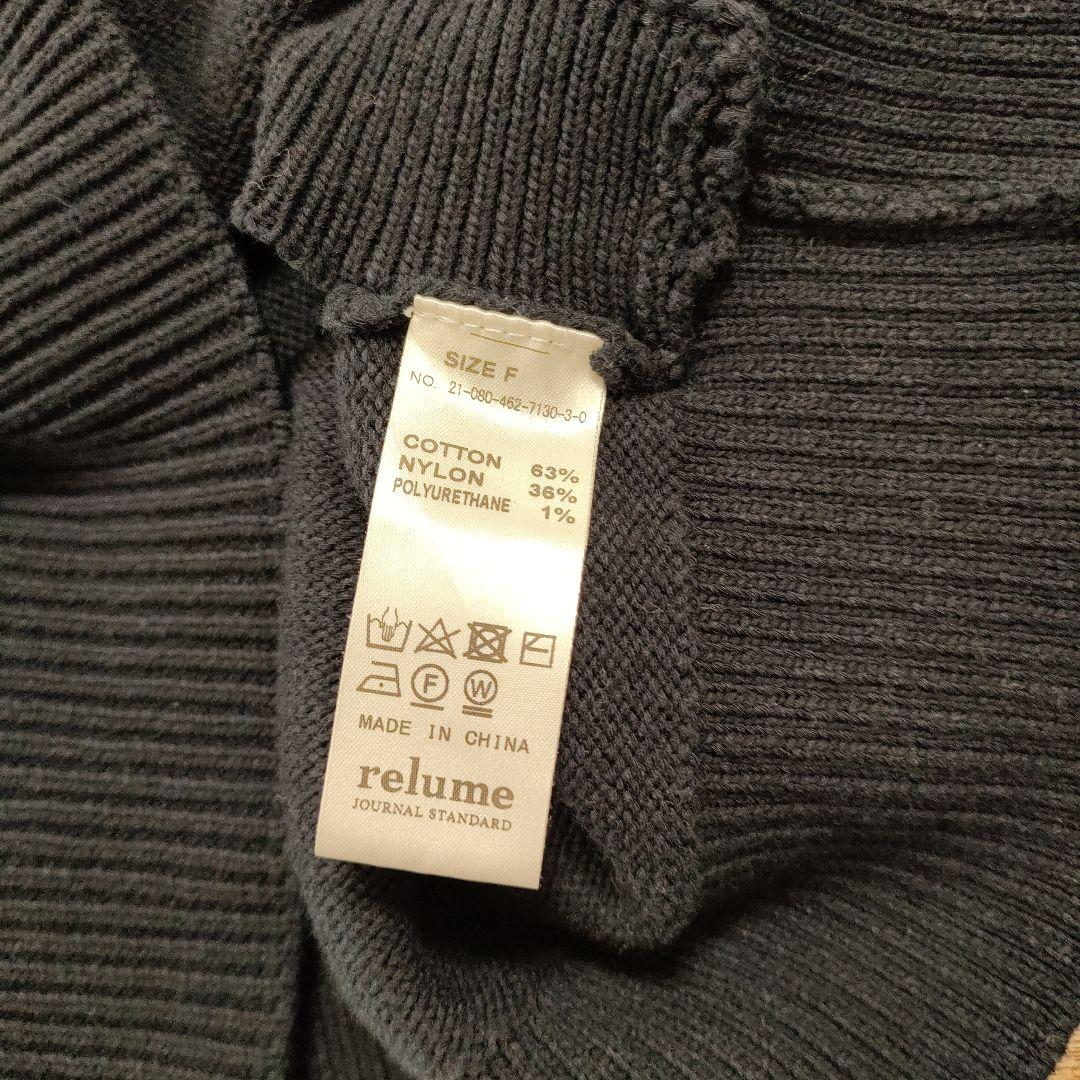 SIZE F
NO. 21-080-462-7130-3-0
COTTON 63%
NYLON 36%
POLYURETHANE 1%
F W
MADE IN CHINA
relume
JOURNAL STANDARD